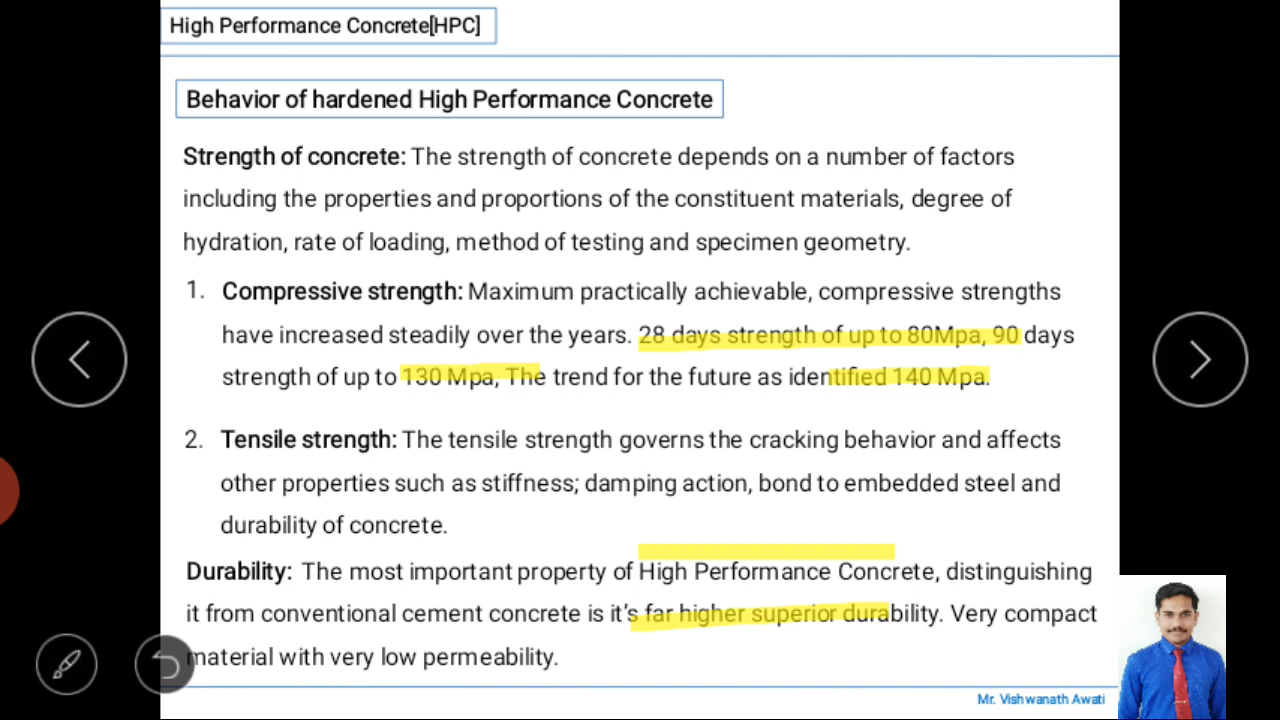 High Performance Concrete[HPC]
Behavior of hardened High Performance Concrete
Strength of concrete: The strength of concrete depends on a number of factors
including the properties and proportions of the constituent materials, degree of
hydration, rate of loading, method of testing and specimen geometry.
1. Compressive strength: Maximum practically achievable, compressive strengths
have increased steadily over the years. 28 days strength of up to 80Mpa, 90 days
strength of up to 130 Mpa, The trend for the future as identified 140 Mpa.
2. Tensile strength: The tensile strength governs the cracking behavior and affects
other properties such as stiffness; damping action, bond to embedded steel and
durability of concrete.
Durability: The most important property of High Performance Concrete, distinguishing
it from conventional cement concrete is it's far higher superior durability. Very compact
material with very low permeability.
Mr. Vishwanath Awati